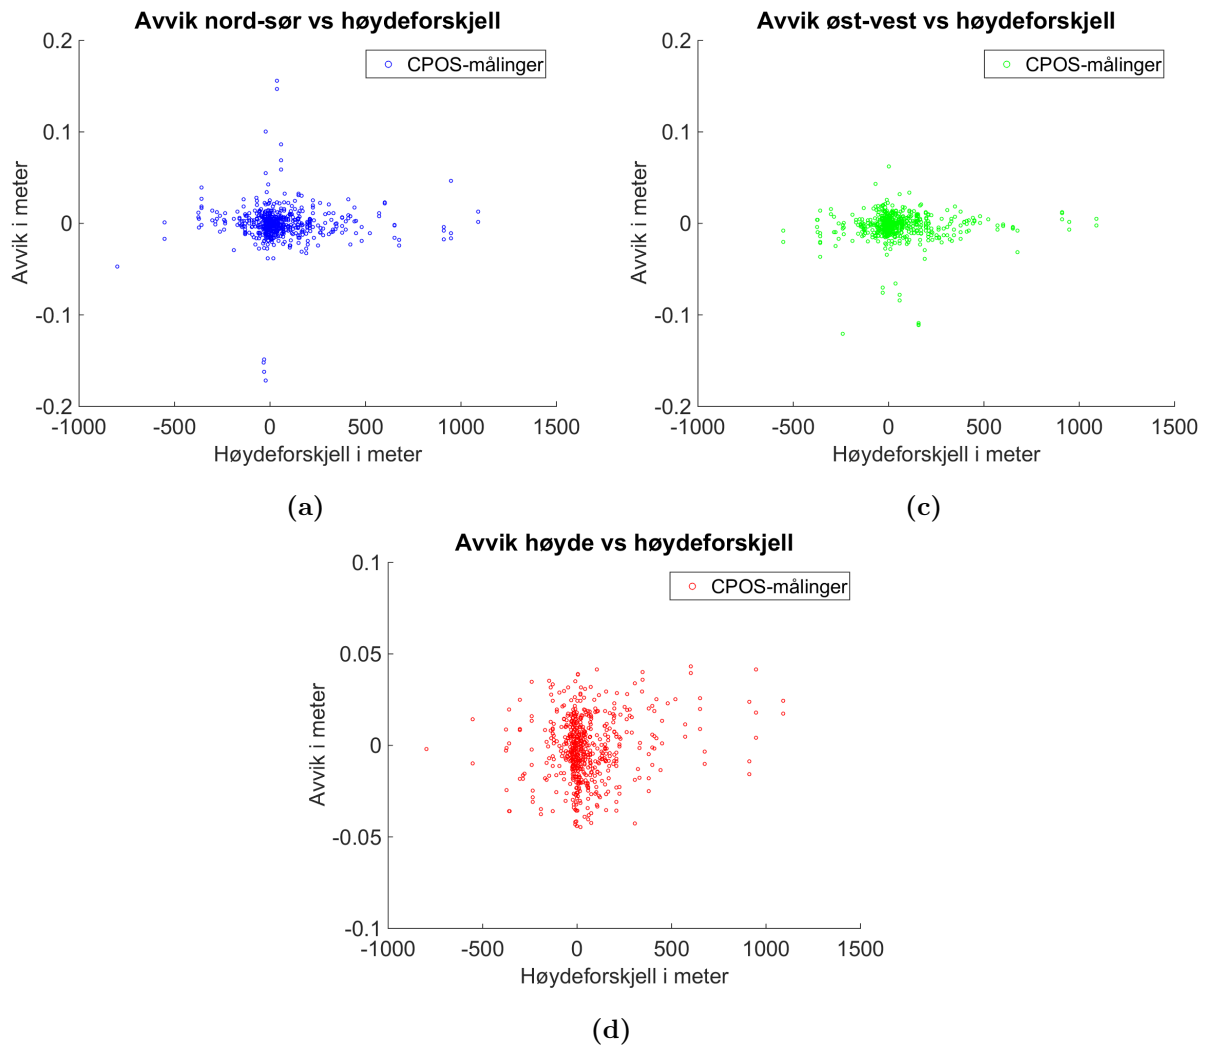 Avvik nord-sør vs høydeforskjell
0.2
CPOS-målinger
0.1
Avvik i meter
0
-0.1
-0.2
-1000 -500 0 500 1000 1500
Høydeforskjell i meter
(a)
Avvik øst-vest vs høydeforskjell
0.2
CPOS-målinger
0.1
Avvik i meter
0
-0.1
-0.2
-1000 -500 0 500 1000 1500
Høydeforskjell i meter
(c)
Avvik høyde vs høydeforskjell
0.1
CPOS-målinger
0.05
Avvik i meter
0
-0.05
-0.1
-1000 -500 0 500 1000 1500
Høydeforskjell i meter
(d)